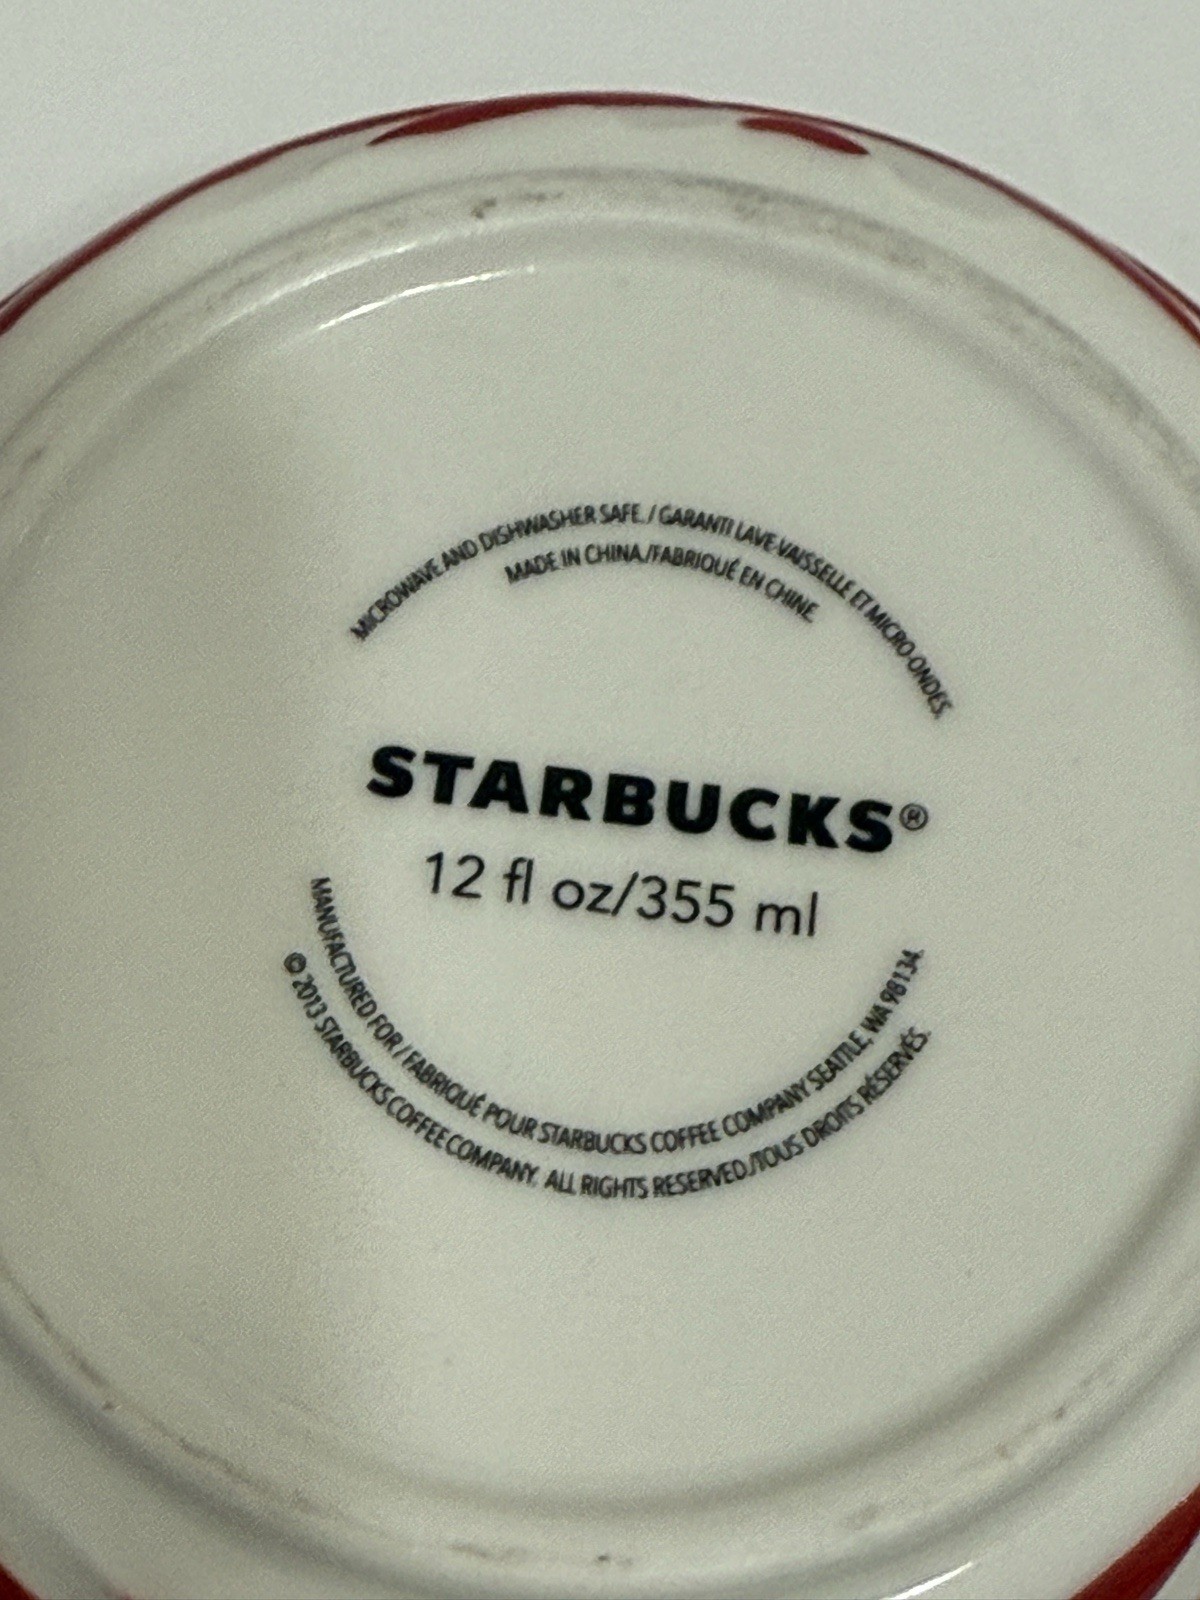 MICROWAVE AND DISHWASHER SAFE. / GARANTI LAVE-VAISSELLE ET MICRO-ONDES.
MADE IN CHINA./FABRIQUÉ EN CHINE.
STARBUCKS®
12 fl oz/355 ml
MANUFACTURED FOR / FABRIQUÉ POUR STARBUCKS COFFEE COMPANY SEATTLE, WA 98134.
© 2013 STARBUCKS COFFEE COMPANY. ALL RIGHTS RESERVED./TOUS DROITS RÉSERVÉS.